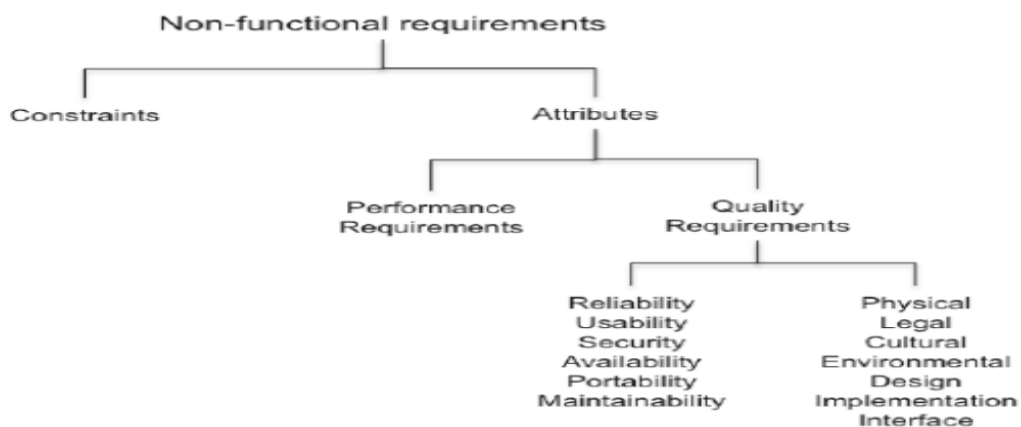 Non-functional requirements
Constraints
Attributes
Performance
Requirements
Quality
Requirements
Reliability
Usability
Security
Availability
Portability
Maintainability
Physical
Legal
Cultural
Environmental
Design
Implementation
Interface